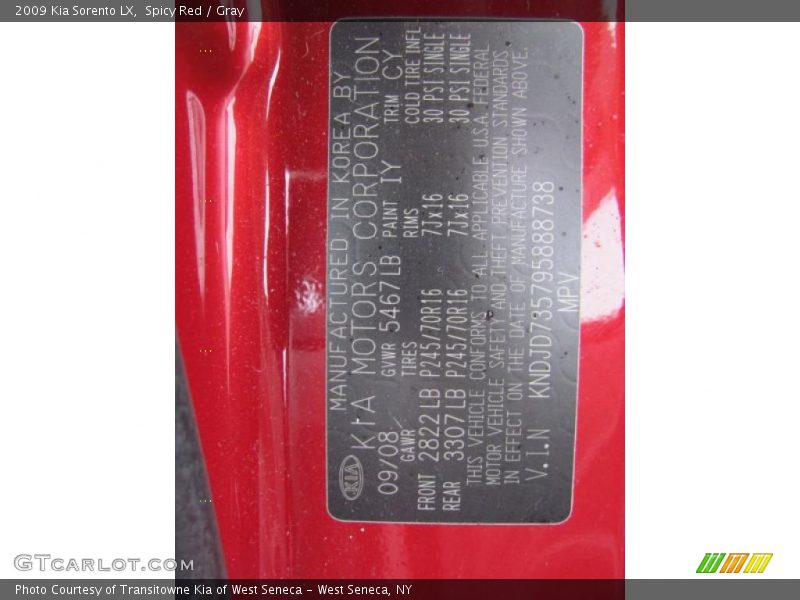 2009 Kia Sorento LX, Spicy Red / Gray
MANUFACTURED IN KOREA BY
KIA KIA MOTORS CORPORATION
09/08 GVWR 5467LB PAINT IY TRIM CY
GAWR TIRES RIMS COLD TIRE INFL
FRONT 2822LB P245/70R16 7Jx16 30 PSI SINGLE
REAR 3307LB P245/70R16 7Jx16 30 PSI SINGLE
THIS VEHICLE CONFORMS TO ALL APPLICABLE U.S.A. FEDERAL
MOTOR VEHICLE SAFETY AND THEFT PREVENTION STANDARDS
IN EFFECT ON THE DATE OF MANUFACTURE SHOWN ABOVE.
V.I.N KNDJD735795888738
MPV
GTcarlot.com
Photo Courtesy of Transitowne Kia of West Seneca - West Seneca, NY